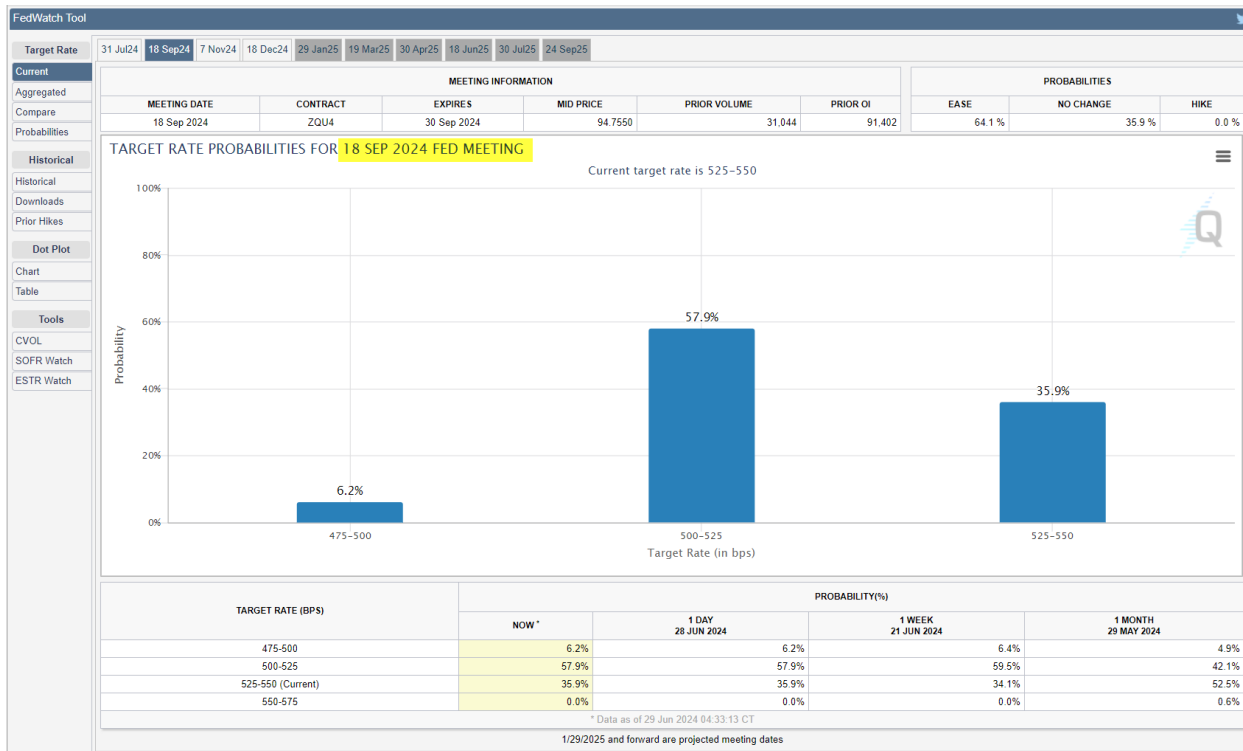 FedWatch Tool
Target Rate
Current
Aggregated
Compare
Probabilities
Historical
Historical
Downloads
Prior Hikes
Dot Plot
Chart
Table
Tools
CVOL
SOFR Watch
ESTR Watch
31 Jul24 18 Sep24 7 Nov24 18 Dec24 29 Jan25 19 Mar25 30 Apr25 18 Jun25 30 Jul25 24 Sep25
MEETING INFORMATION
MEETING DATE CONTRACT EXPIRES MID PRICE PRIOR VOLUME PRIOR OI
18 Sep 2024 ZQU4 30 Sep 2024 94.7550 31,044 91,402
PROBABILITIES
EASE NO CHANGE HIKE
64.1 % 35.9 % 0.0 %
TARGET RATE PROBABILITIES FOR 18 SEP 2024 FED MEETING
Current target rate is 525-550
Q
Probability
100%
80%
60%
40%
20%
0%
6.2%
57.9%
35.9%
475-500 500-525 525-550
Target Rate (in bps)
TARGET RATE (BPS) PROBABILITY(%)
NOW * 1 DAY 1 WEEK 1 MONTH
28 JUN 2024 21 JUN 2024 29 MAY 2024
475-500 6.2% 6.2% 6.4% 4.9%
500-525 57.9% 57.9% 59.5% 42.1%
525-550 (Current) 35.9% 35.9% 34.1% 52.5%
550-575 0.0% 0.0% 0.0% 0.6%
* Data as of 29 Jun 2024 04:33:13 CT
1/29/2025 and forward are projected meeting dates